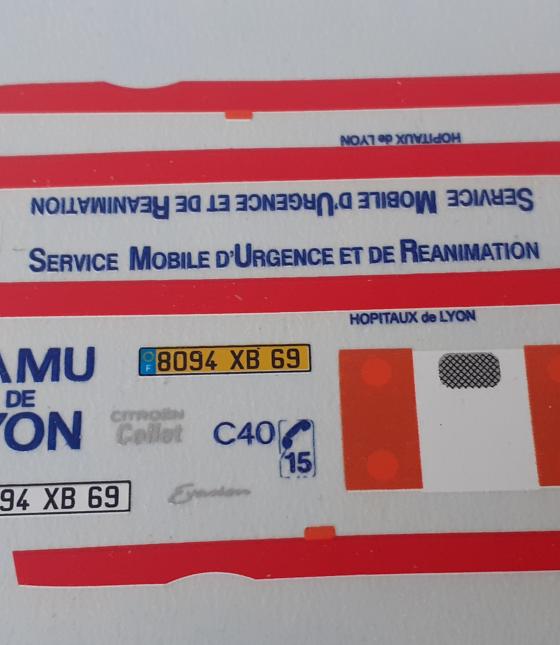 HOPITAUX de LYON
SERVICE MOBILE D'URGENCE ET DE REANIMATION
SERVICE MOBILE D'URGENCE ET DE REANIMATION
HOPITAUX de LYON
AMU
DE
YON
F 8094 XB 69
CITROËN
Collet
C40
15
94 XB 69
Evasion